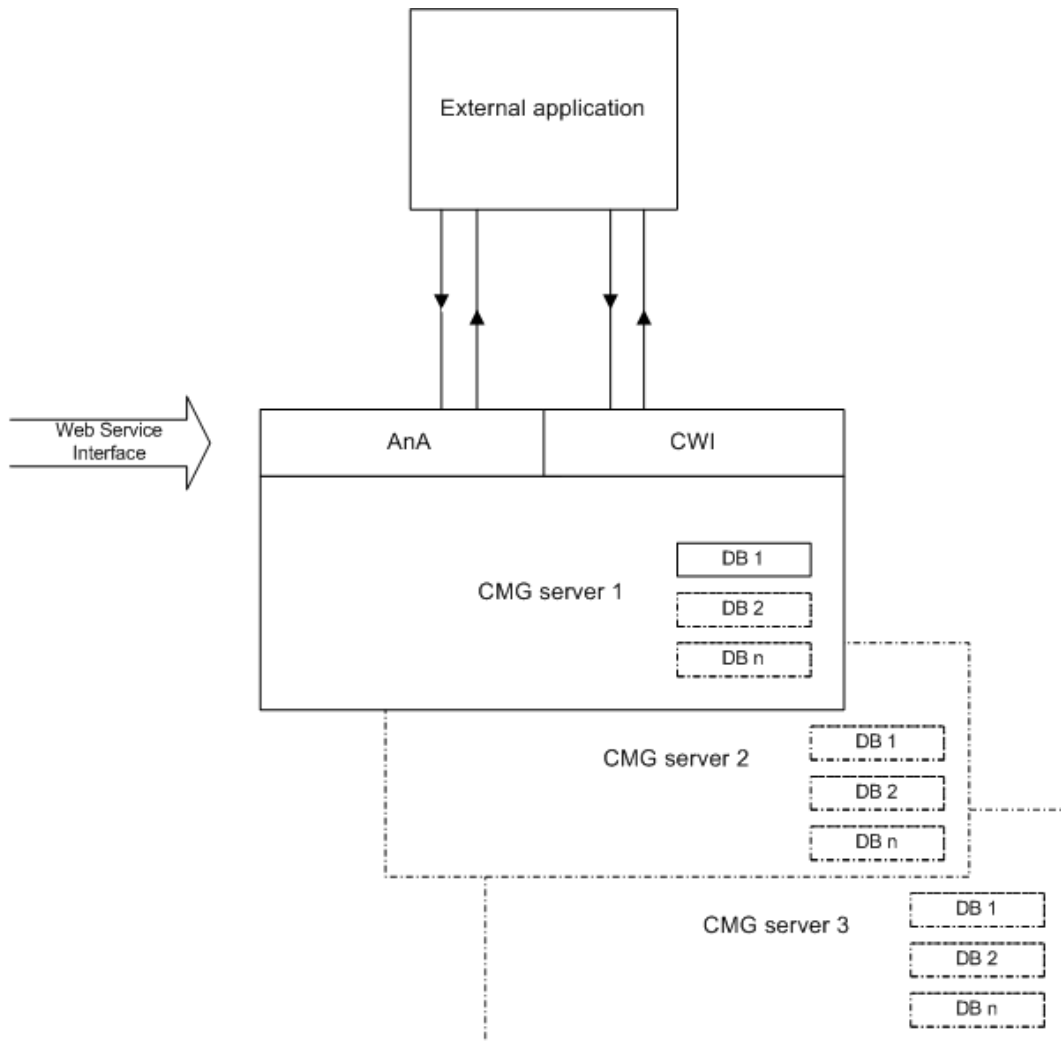 External application
Web Service
Interface
AnA
CWI
CMG server 1
DB 1
DB 2
DB n
CMG server 2
DB 1
DB 2
DB n
CMG server 3
DB 1
DB 2
DB n